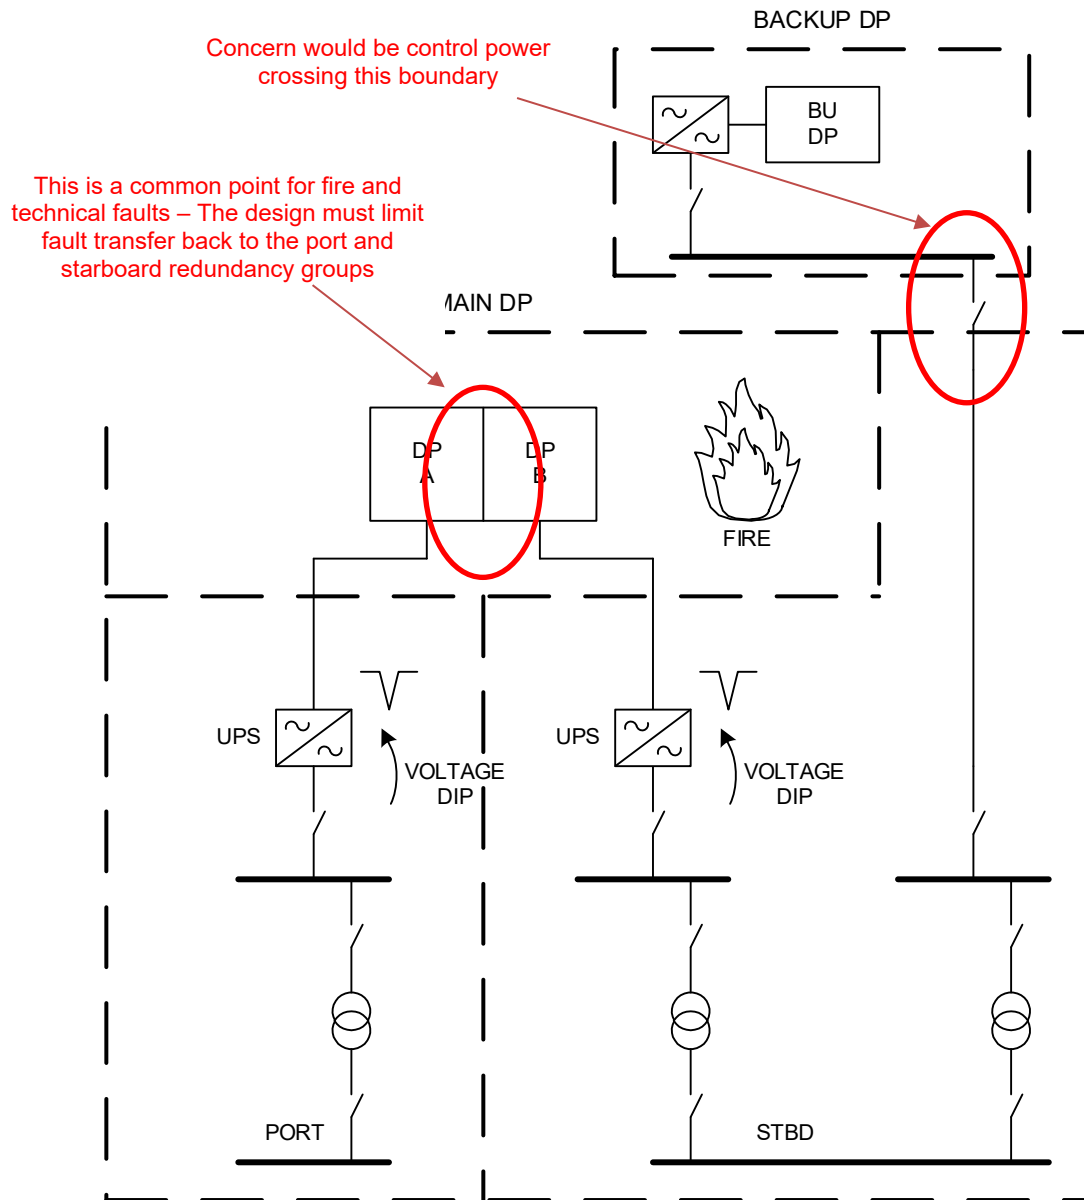 BACKUP DP
Concern would be control power
crossing this boundary
BU
DP
This is a common point for fire and
technical faults – The design must limit
fault transfer back to the port and
starboard redundancy groups
MAIN DP
DP
A
DP
B
FIRE
UPS
VOLTAGE
DIP
UPS
VOLTAGE
DIP
PORT
STBD